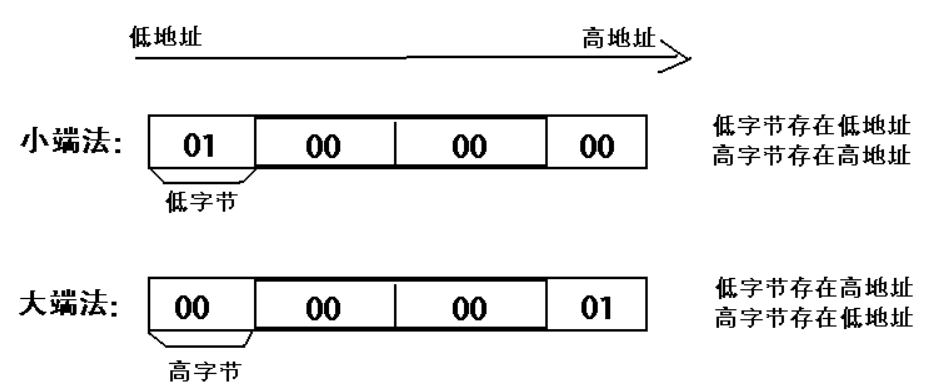 低地址 高地址
小端法: 01 00 00 00 低字节存在低地址
高字节存在高地址
低字节
大端法: 00 00 00 01 低字节存在高地址
高字节存在低地址
高字节